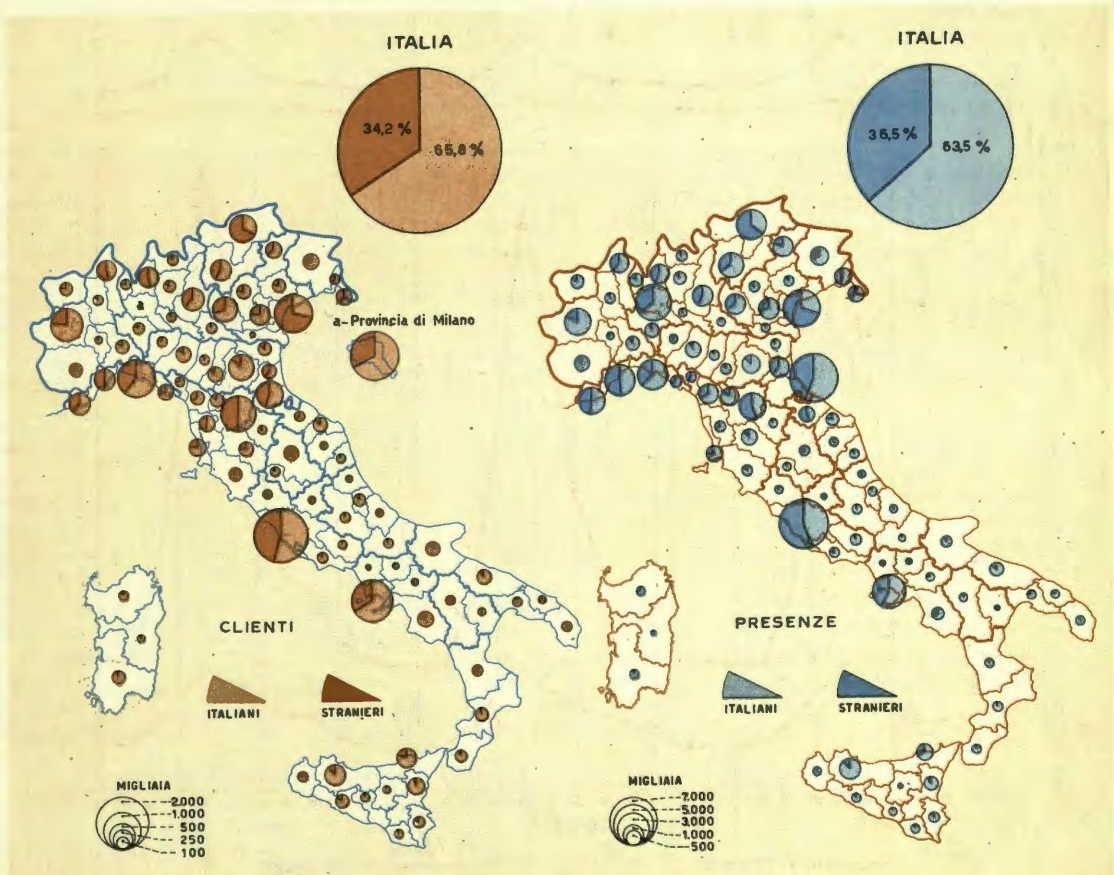 ITALIA
34,2 %
65,8 %
a
a-Provincia di Milano
CLIENTI
ITALIANI
STRANIERI
MIGLIAIA
2.000
1.000
500
250
100
ITALIA
36,5 %
63,5 %
PRESENZE
ITALIANI
STRANIERI
MIGLIAIA
7.000
5.000
3.000
1.000
500